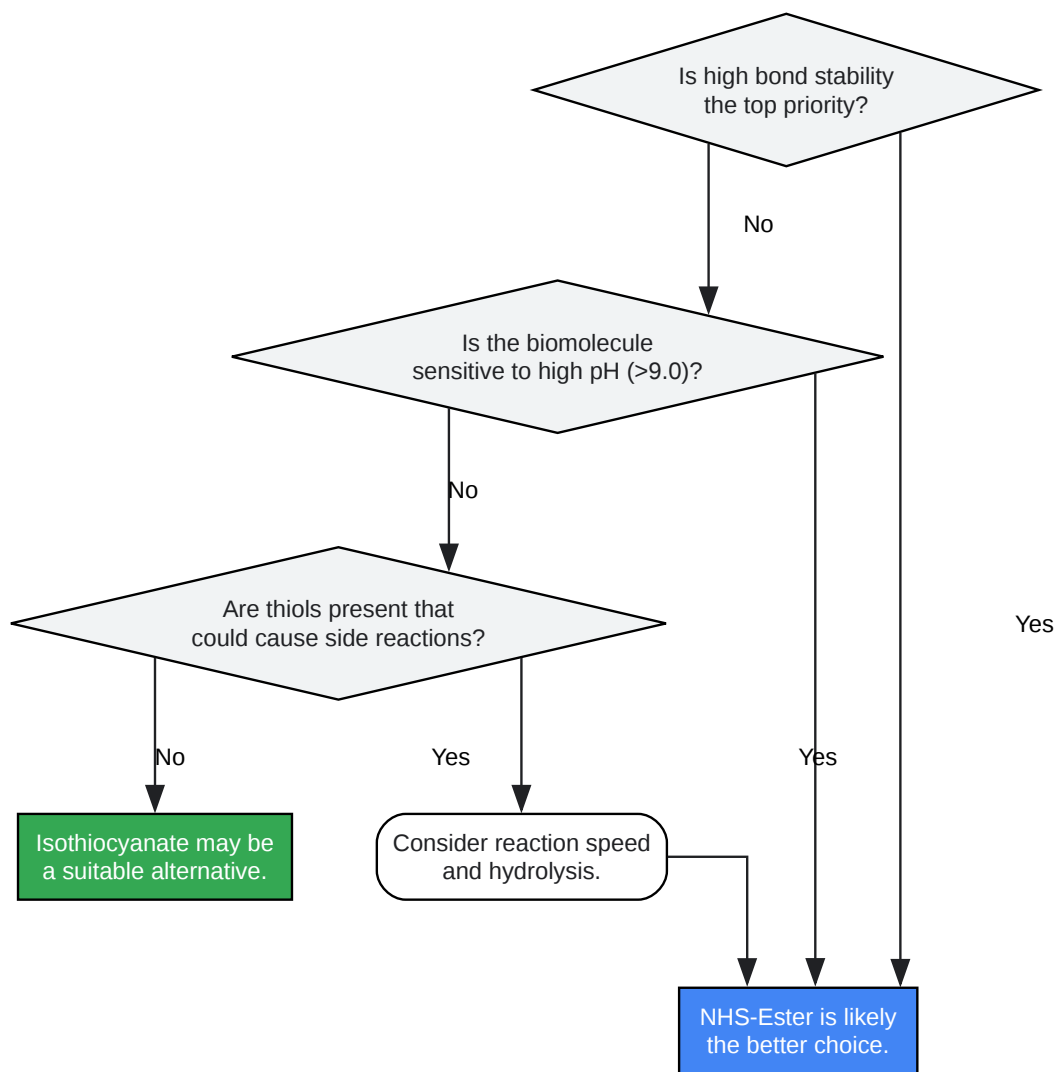 Is high bond stability
the top priority?
No
Is the biomolecule
sensitive to high pH (>9.0)?
No
Are thiols present that
could cause side reactions?
Yes
No
Yes
Yes
Isothiocyanate may be
a suitable alternative.
Consider reaction speed
and hydrolysis.
NHS-Ester is likely
the better choice.